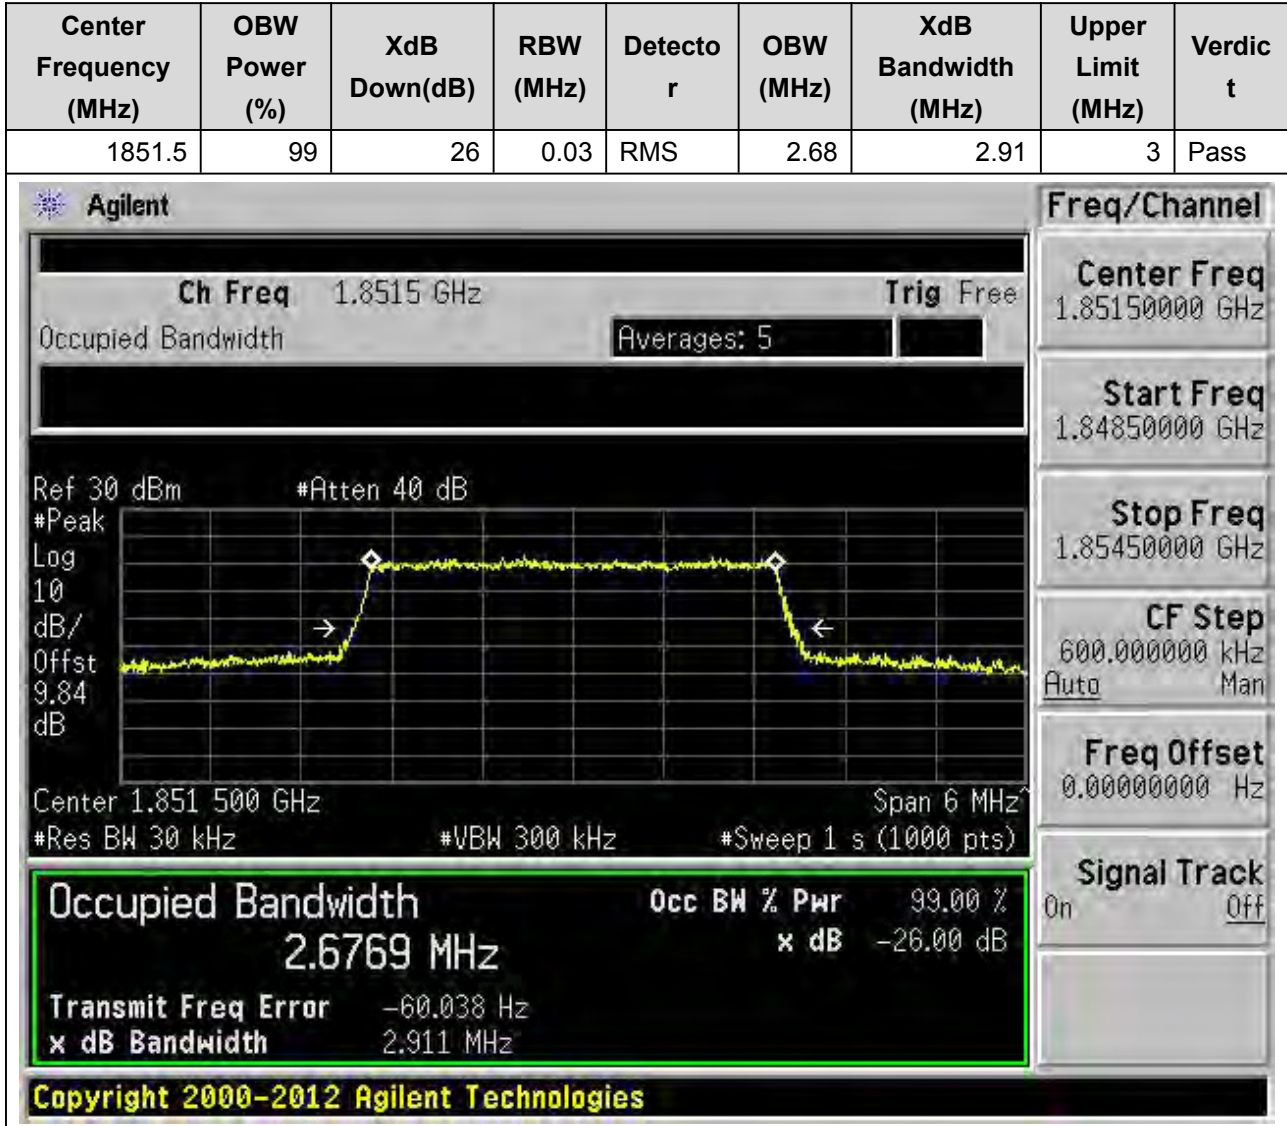 Center Frequency (MHz) OBW Power (%) XdB Down(dB) RBW (MHz) Detecto r OBW (MHz) XdB Bandwidth (MHz) Upper Limit (MHz) Verdic t
1851.5 99 26 0.03 RMS 2.68 2.91 3 Pass
Agilent
Freq/Channel
Ch Freq 1.8515 GHz Trig Free
Occupied Bandwidth Averages: 5
Center Freq
1.85150000 GHz
Start Freq
1.84850000 GHz
Stop Freq
1.85450000 GHz
CF Step
600.000000 kHz
Auto Man
Freq Offset
0.00000000 Hz
Signal Track
On Off
Ref 30 dBm #Atten 40 dB
#Peak
Log
10
dB/
Offst
9.84
dB
Center 1.851 500 GHz Span 6 MHz^
#Res BW 30 kHz #VBW 300 kHz #Sweep 1 s (1000 pts)
Occupied Bandwidth Occ BW % Pwr 99.00 %
2.6769 MHz x dB -26.00 dB
Transmit Freq Error -60.038 Hz
x dB Bandwidth 2.911 MHz
Copyright 2000-2012 Agilent Technologies